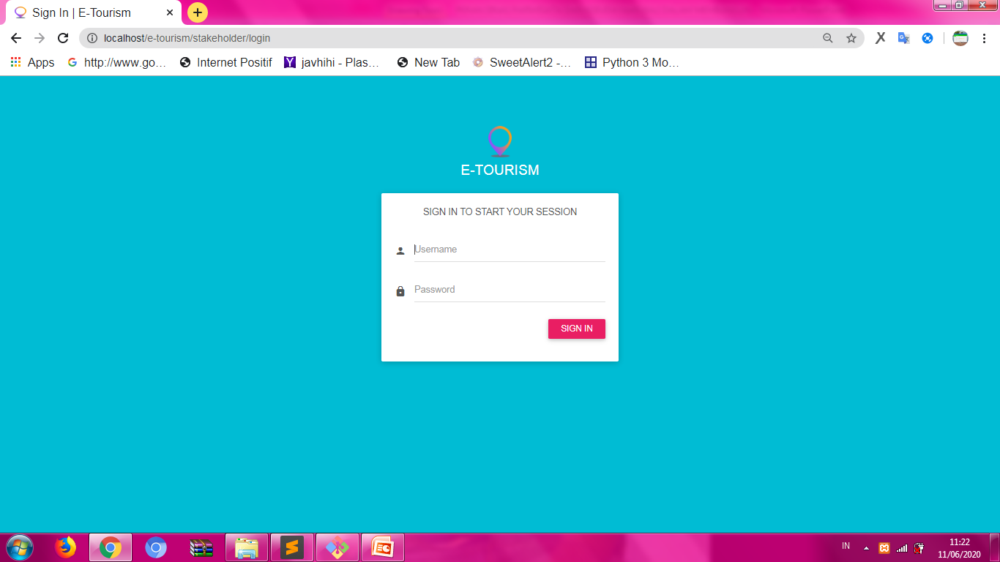 Sign In | E-Tourism
localhost/e-tourism/stakeholder/login
Apps
http://www.go...
Internet Positif
javhihi - Plas...
New Tab
SweetAlert2 -...
Python 3 Mo...
E-TOURISM
SIGN IN TO START YOUR SESSION
Username
Password
SIGN IN
IN
11:22
11/06/2020